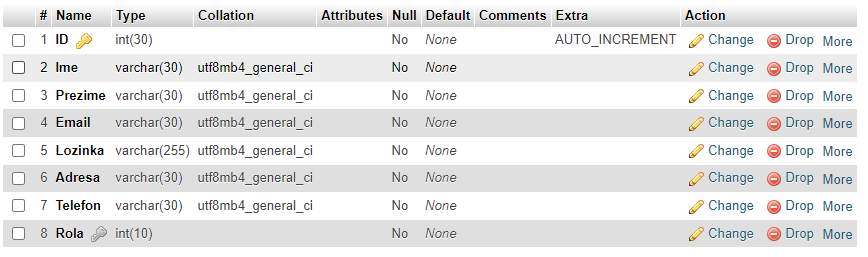 # Name Type Collation Attributes Null Default Comments Extra Action
1 ID int(30) No None AUTO_INCREMENT Change Drop More
2 Ime varchar(30) utf8mb4_general_ci No None Change Drop More
3 Prezime varchar(30) utf8mb4_general_ci No None Change Drop More
4 Email varchar(30) utf8mb4_general_ci No None Change Drop More
5 Lozinka varchar(255) utf8mb4_general_ci No None Change Drop More
6 Adresa varchar(30) utf8mb4_general_ci No None Change Drop More
7 Telefon varchar(30) utf8mb4_general_ci No None Change Drop More
8 Rola int(10) No None Change Drop More